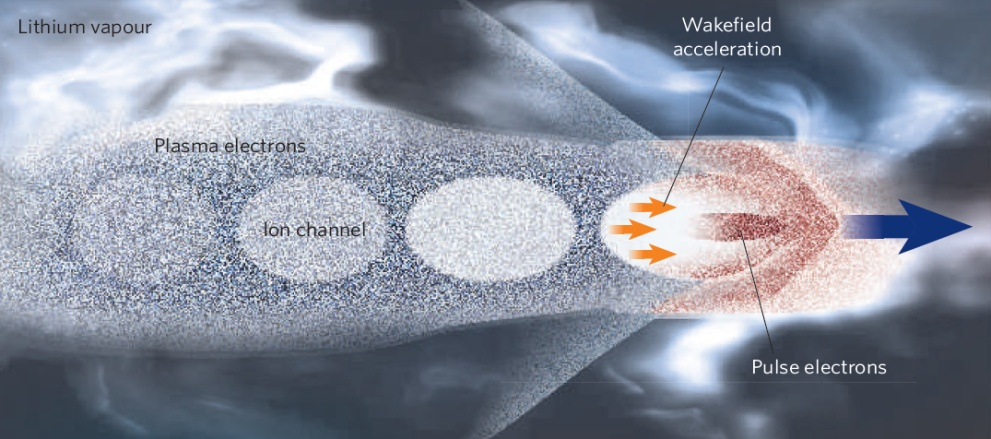 Lithium vapour
Wakefield
acceleration
Plasma electrons
Ion channel
Pulse electrons